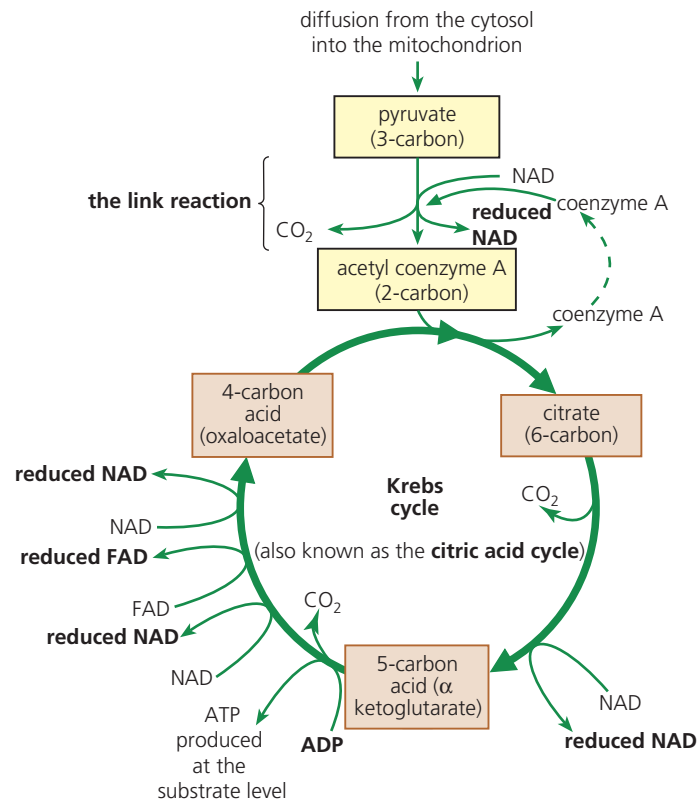 diffusion from the cytosol
into the mitochondrion
pyruvate
(3-carbon)
the link reaction
NAD
coenzyme A
reduced
NAD
CO₂
acetyl coenzyme A
(2-carbon)
coenzyme A
4-carbon
acid
(oxaloacetate)
citrate
(6-carbon)
reduced NAD
NAD
reduced FAD
FAD
reduced NAD
NAD
Krebs
cycle
(also known as the citric acid cycle)
CO₂
CO₂
5-carbon
acid (α
ketoglutarate)
NAD
reduced NAD
ATP
produced
at the
substrate level
ADP